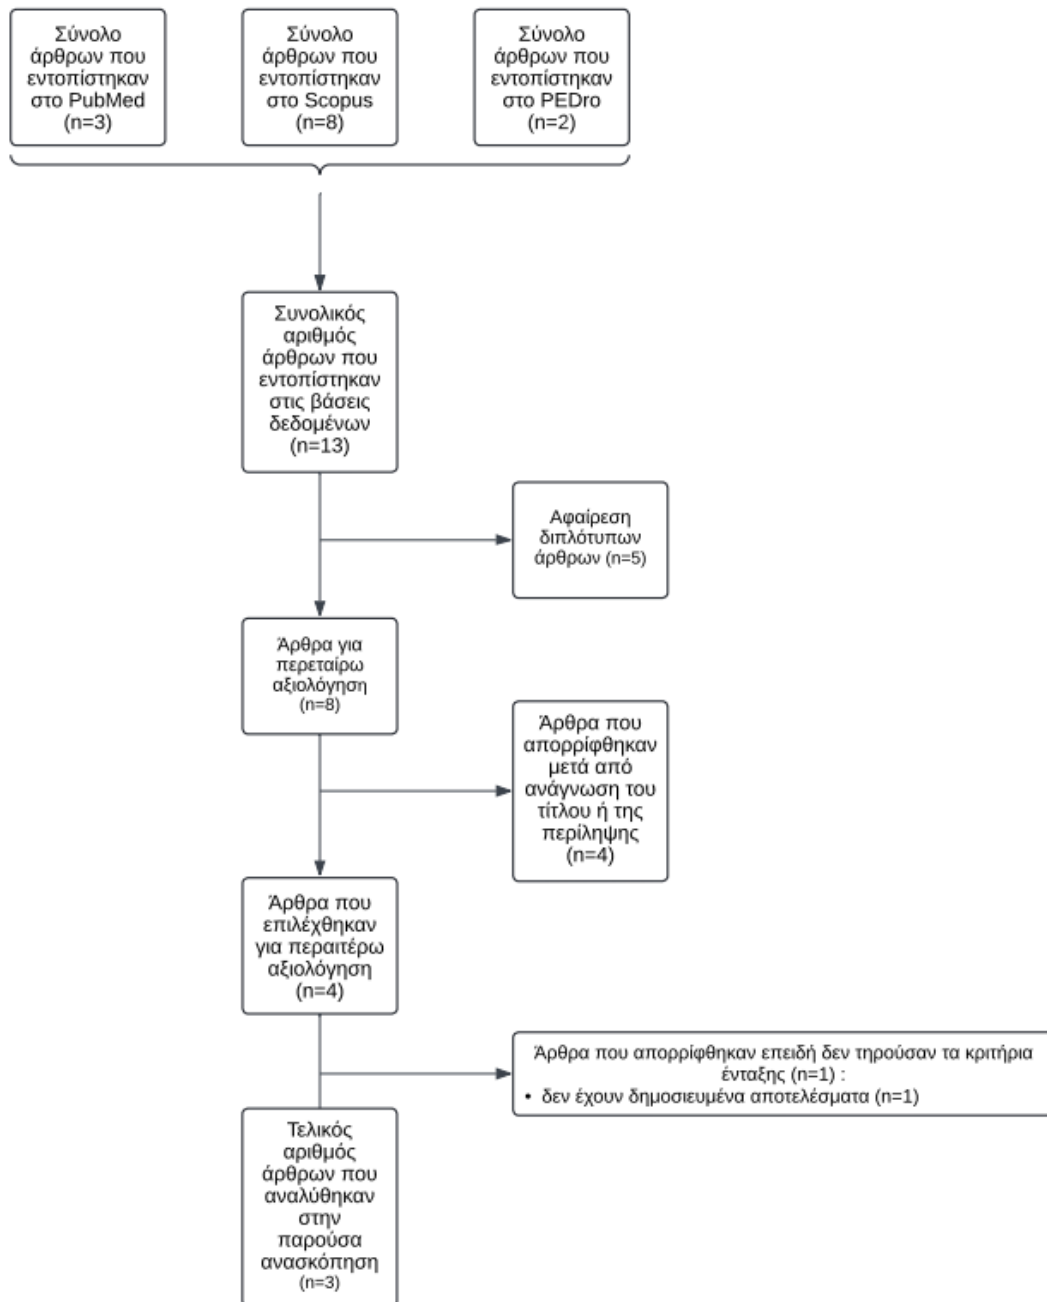 Σύνολο
άρθρων που
εντοπίστηκαν
στο PubMed
(n=3)
Σύνολο
άρθρων που
εντοπίστηκαν
στο Scopus
(n=8)
Σύνολο
άρθρων που
εντοπίστηκαν
στο PEDro
(n=2)
Συνολικός
αριθμός
άρθρων που
εντοπίστηκαν
στις βάσεις
δεδομένων
(n=13)
Αφαίρεση
διπλότυπων
άρθρων (n=5)
Άρθρα για
περεταίρω
αξιολόγηση
(n=8)
Άρθρα που
απορρίφθηκαν
μετά από
ανάγνωση του
τίτλου ή της
περίληψης
(n=4)
Άρθρα που
επιλέχθηκαν
για περαιτέρω
αξιολόγηση
(n=4)
Άρθρα που απορρίφθηκαν επειδή δεν τηρούσαν τα κριτήρια
ένταξης (n=1) :
• δεν έχουν δημοσιευμένα αποτελέσματα (n=1)
Τελικός
αριθμός
άρθρων που
αναλύθηκαν
στην
παρούσα
ανασκόπηση
(n=3)